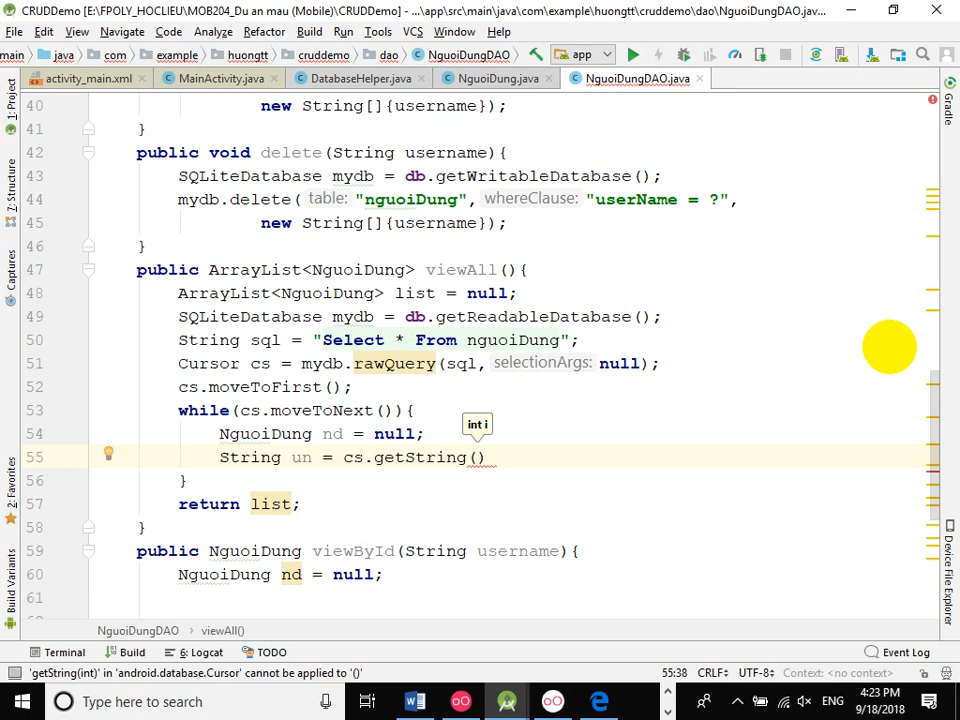 CRUDDemo [E:\FPOLY_HOCLIEU\MOB204_Du an mau (Mobile)\CRUDDemo] - ...\app\src\main\java\com\example\huongtt\cruddemo\dao\NguoiDungDAO.jav...
File Edit View Navigate Code Analyze Refactor Build Run Tools VCS Window Help
main java com example huongtt cruddemo dao NguoiDungDAO app
activity_main.xml MainActivity.java DatabaseHelper.java NguoiDung.java NguoiDungDAO.java
1: Project
7: Structure
Captures
2: Favorites
Build Variants
Gradle
Device File Explorer
40 new String[]{username});
41 }
42 public void delete(String username){
43 SQLiteDatabase mydb = db.getWritableDatabase();
44 mydb.delete( table: "nguoiDung", whereClause: "userName = ?",
45 new String[]{username});
46 }
47 public ArrayList<NguoiDung> viewAll(){
48 ArrayList<NguoiDung> list = null;
49 SQLiteDatabase mydb = db.getReadableDatabase();
50 String sql = "Select * From nguoiDung";
51 Cursor cs = mydb.rawQuery(sql, selectionArgs: null);
52 cs.moveToFirst();
53 while(cs.moveToNext()){
54 NguoiDung nd = null;
int i
55 String un = cs.getString()
56 }
57 return list;
58 }
59 public NguoiDung viewById(String username){
60 NguoiDung nd = null;
61
NguoiDungDAO › viewAll()
Terminal Build 6: Logcat TODO Event Log
'getString(int)' in 'android.database.Cursor' cannot be applied to '()' 55:38 CRLF÷ UTF-8÷ Context: <no context>
Type here to search ENG 4:23 PM
9/18/2018